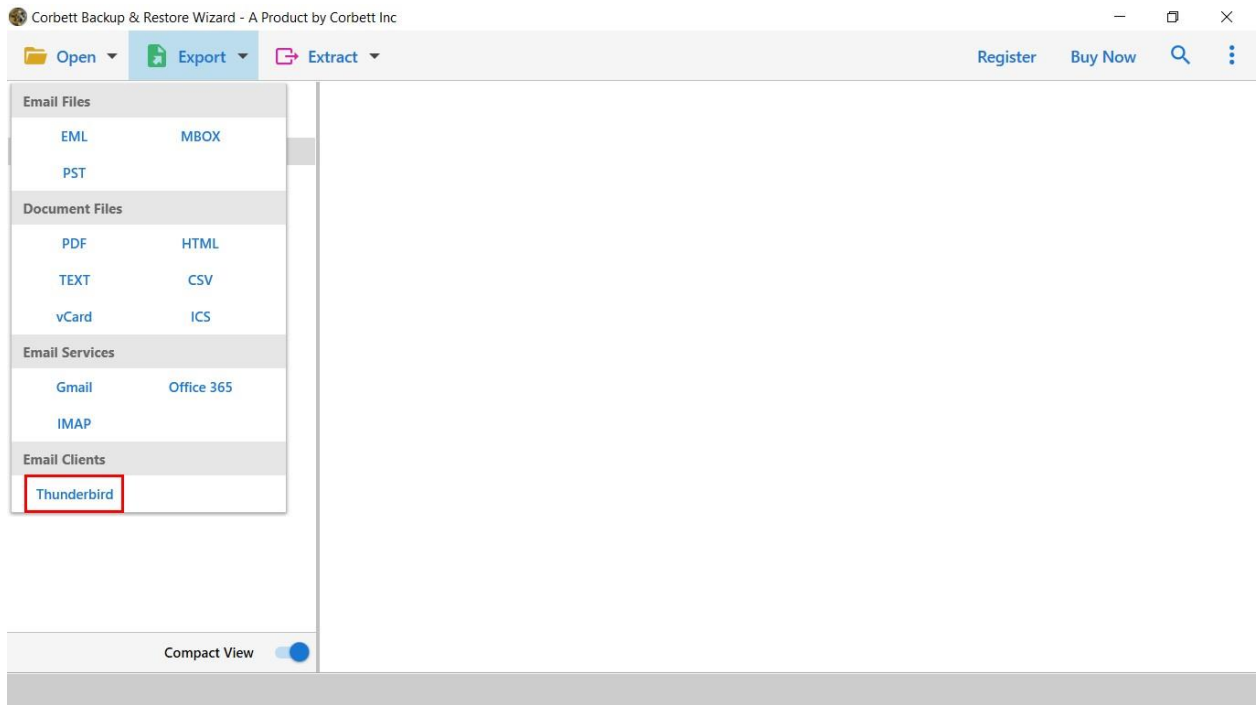 Corbett Backup & Restore Wizard - A Product by Corbett Inc
Open Export Extract Register Buy Now
Email Files
EML MBOX
PST
Document Files
PDF HTML
TEXT CSV
vCard ICS
Email Services
Gmail Office 365
IMAP
Email Clients
Thunderbird
Compact View